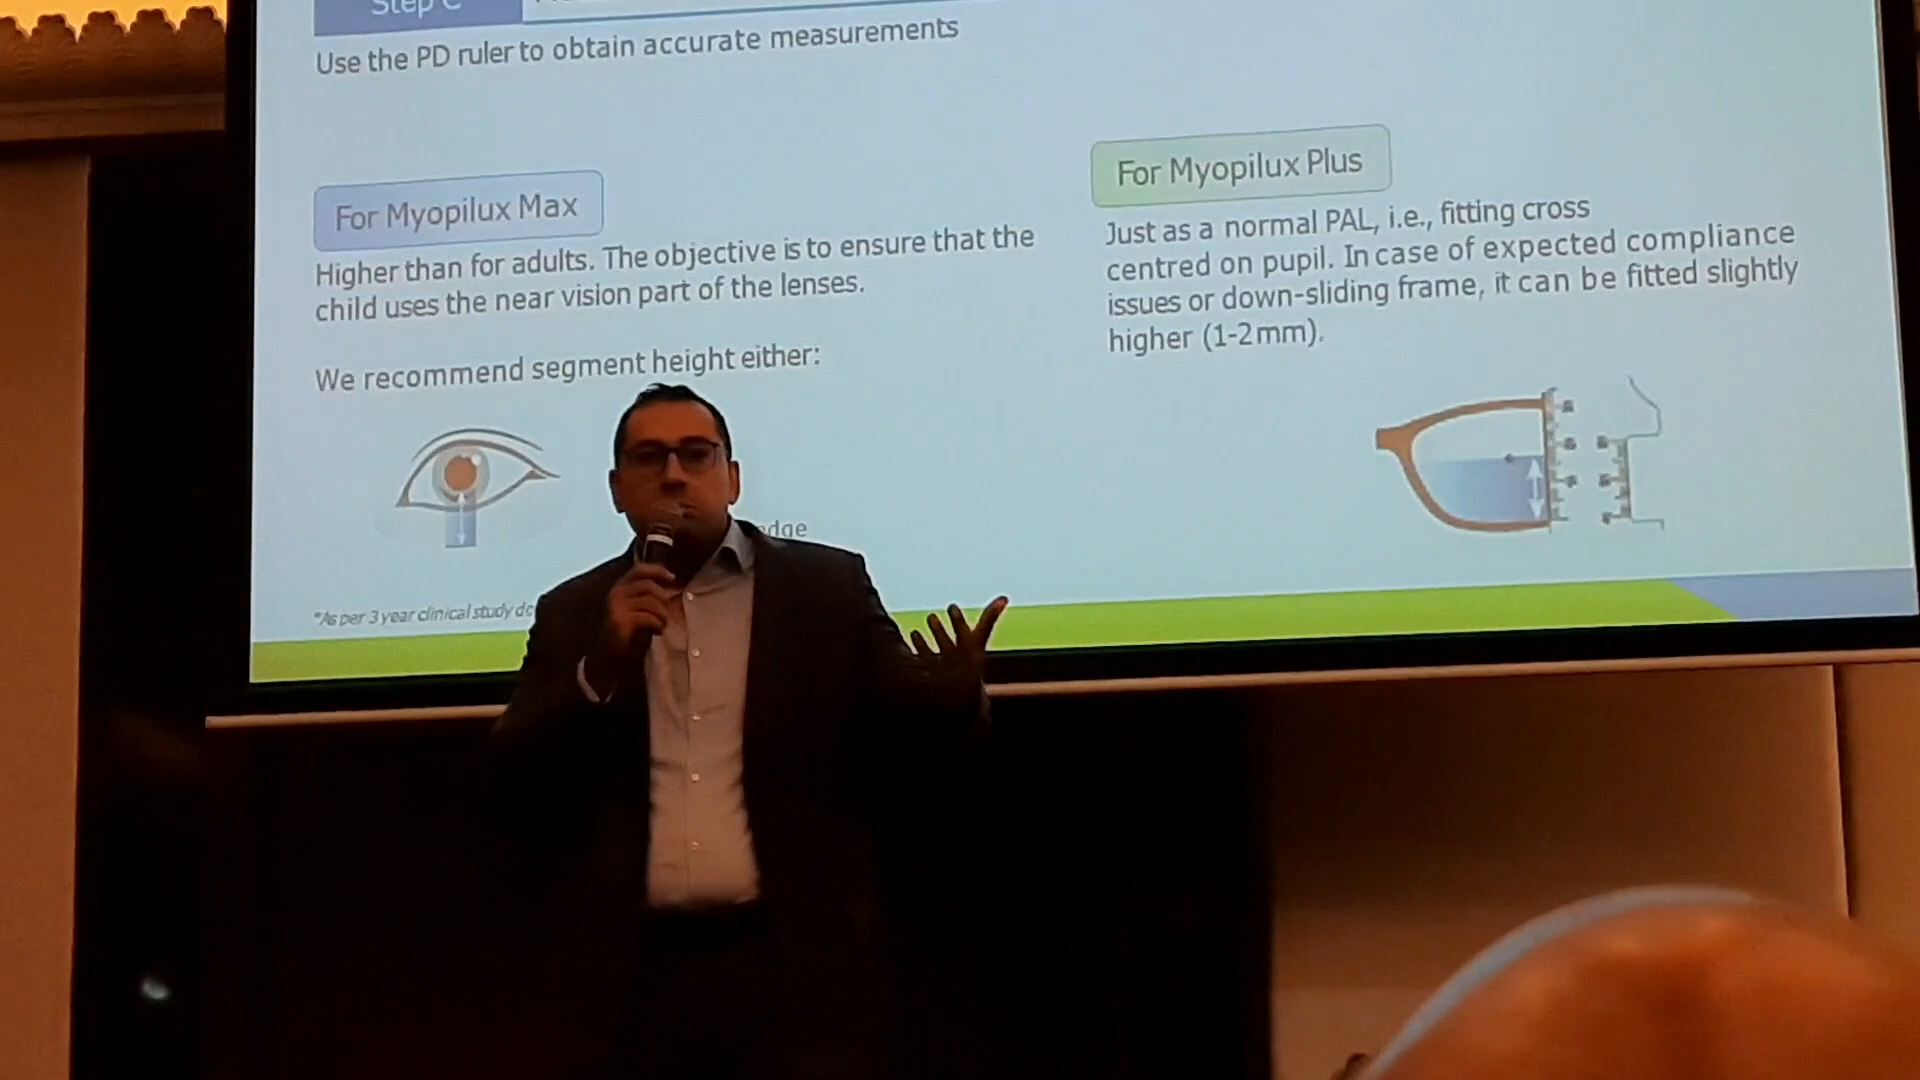 Step C
Use the PD ruler to obtain accurate measurements
For Myopilux Max
Higher than for adults. The objective is to ensure that the
child uses the near vision part of the lenses.
We recommend segment height either:
For Myopilux Plus
Just as a normal PAL, i.e., fitting cross
centred on pupil. In case of expected compliance
issues or down-sliding frame, it can be fitted slightly
higher (1-2mm).
*As per 3 year clinical study